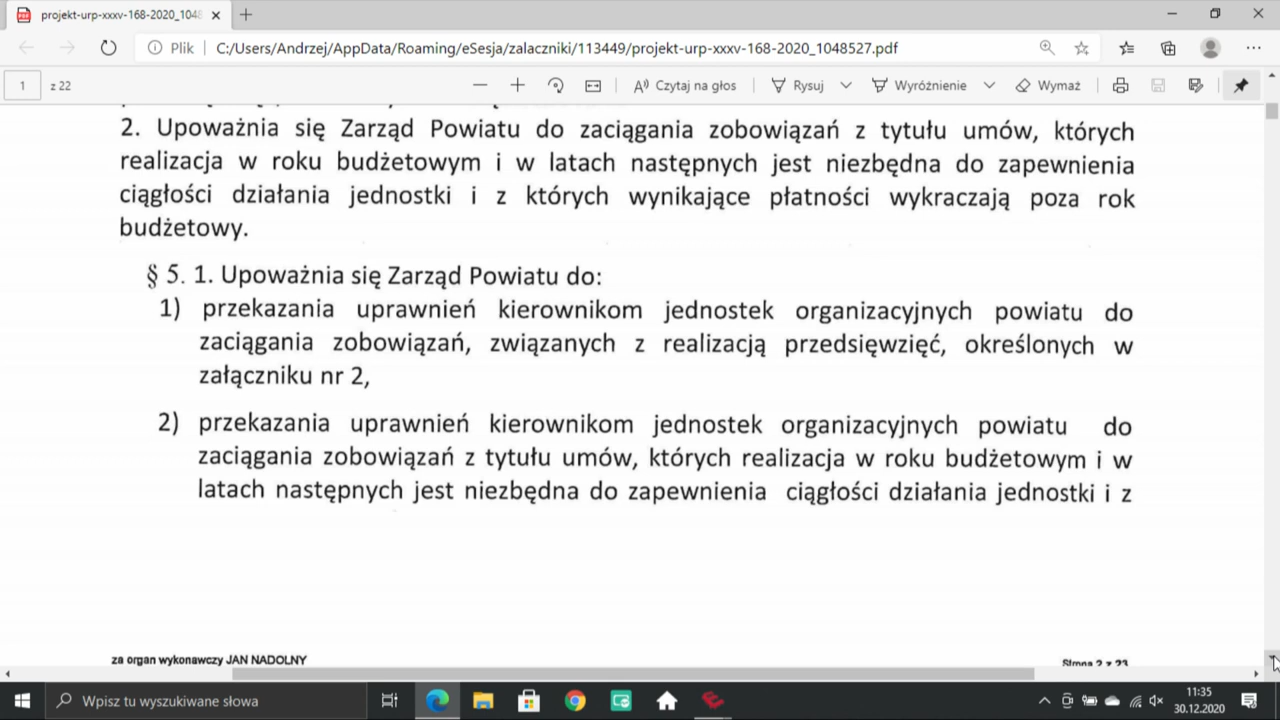 projekt-urp-xxxv-168-2020_1048
Plik
C:/Users/Andrzej/AppData/Roaming/eSesja/zalaczniki/113449/projekt-urp-xxxv-168-2020_1048527.pdf
1 z 22
Czytaj na głos
Rysuj
Wyróżnienie
Wymaż
2. Upoważnia się Zarząd Powiatu do zaciągania zobowiązań z tytułu umów, których
realizacja w roku budżetowym i w latach następnych jest niezbędna do zapewnienia
ciągłości działania jednostki i z których wynikające płatności wykraczają poza rok
budżetowy.
§ 5. 1. Upoważnia się Zarząd Powiatu do:
1) przekazania uprawnień kierownikom jednostek organizacyjnych powiatu do
zaciągania zobowiązań, związanych z realizacją przedsięwzięć, określonych w
załączniku nr 2,
2) przekazania uprawnień kierownikom jednostek organizacyjnych powiatu do
zaciągania zobowiązań z tytułu umów, których realizacja w roku budżetowym i w
latach następnych jest niezbędna do zapewnienia ciągłości działania jednostki i z
za organ wykonawczy JAN NADOLNY
Strona 2 z 23
Wpisz tu wyszukiwane słowa
11:35
30.12.2020